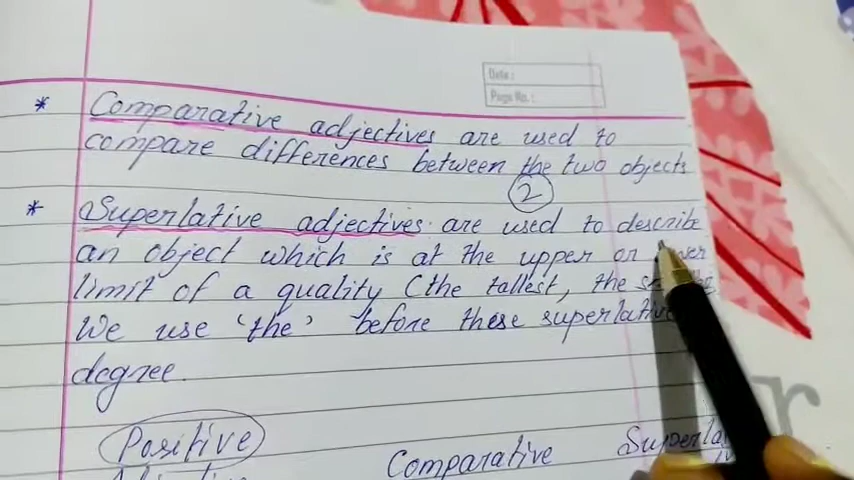 Date:
Page No.:
* Comparative adjectives are used to
compare differences between the two objects
2
* Superlative adjectives are used to describe
an object which is at the upper or
limit of a quality (the tallest, the
We use 'the' before these superlative
degree.
Positive
Comparative